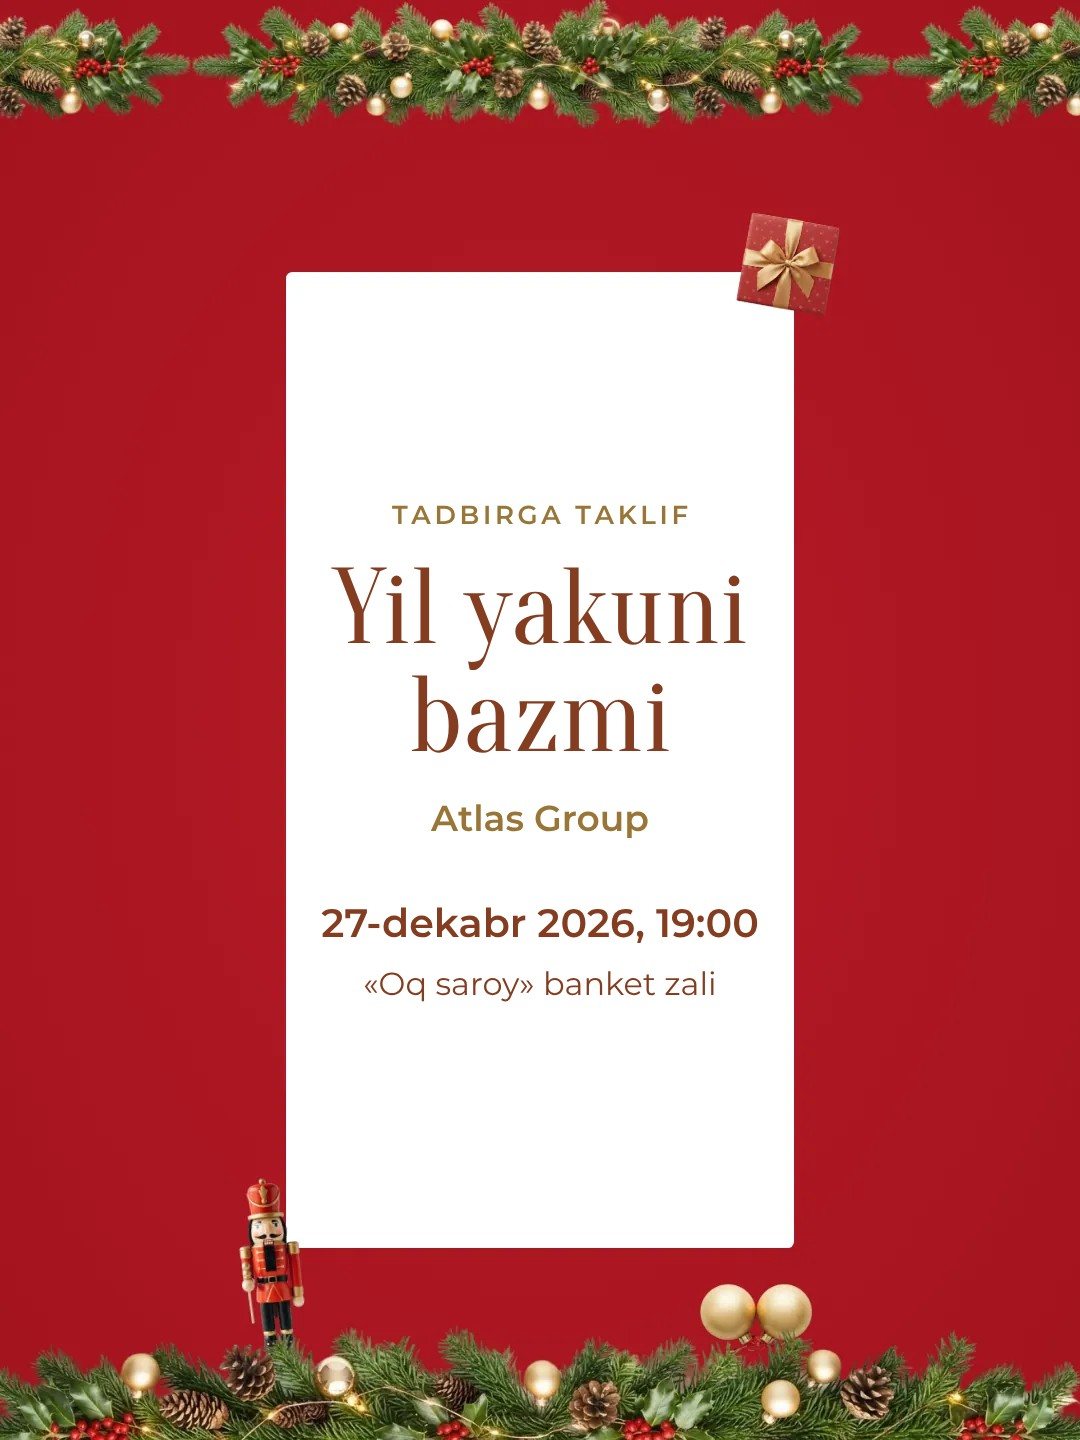 TADBIRGA TAKLIF
Yil yakuni
bazmi
Atlas Group
27-dekabr 2026, 19:00
«Oq saroy» banket zali